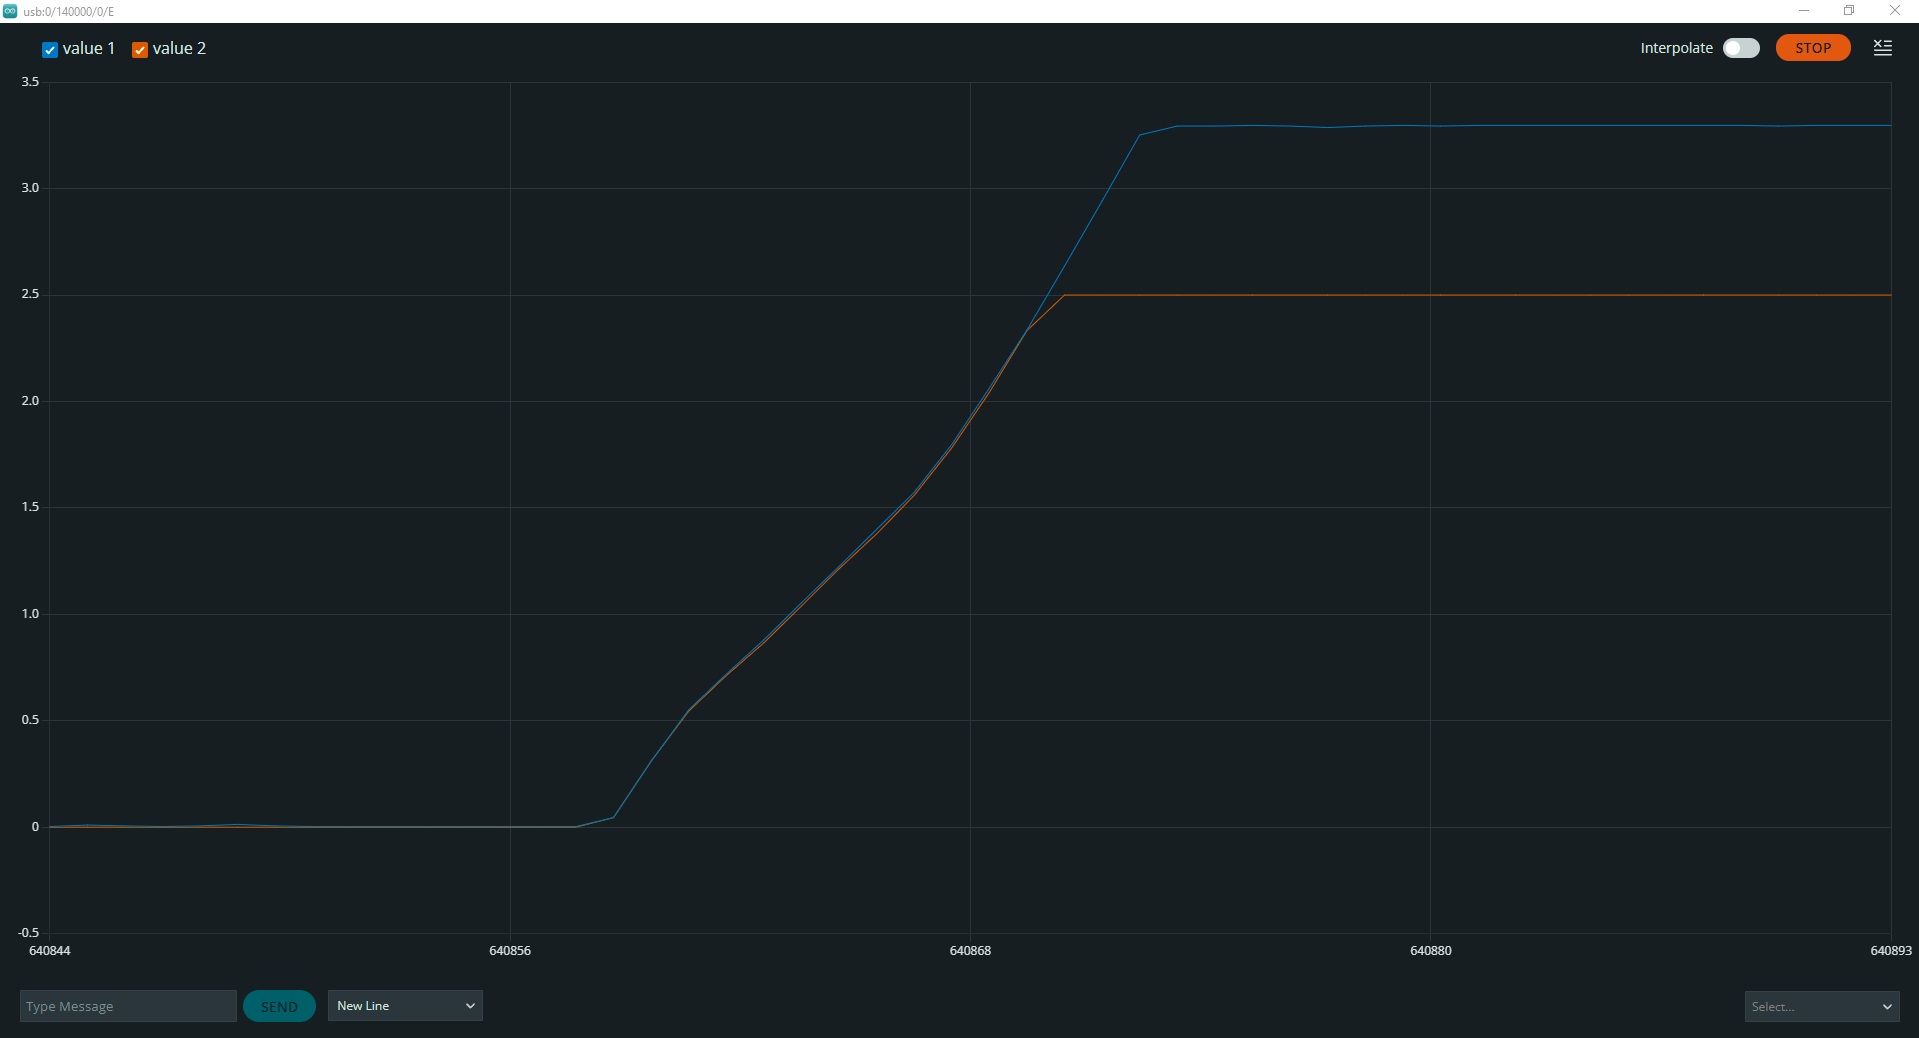 usb:0/140000/0/E
value 1 value 2 Interpolate STOP
3.5
3.0
2.5
2.0
1.5
1.0
0.5
0
-0.5
640844 640856 640868 640880 640893
Type Message SEND New Line Select...